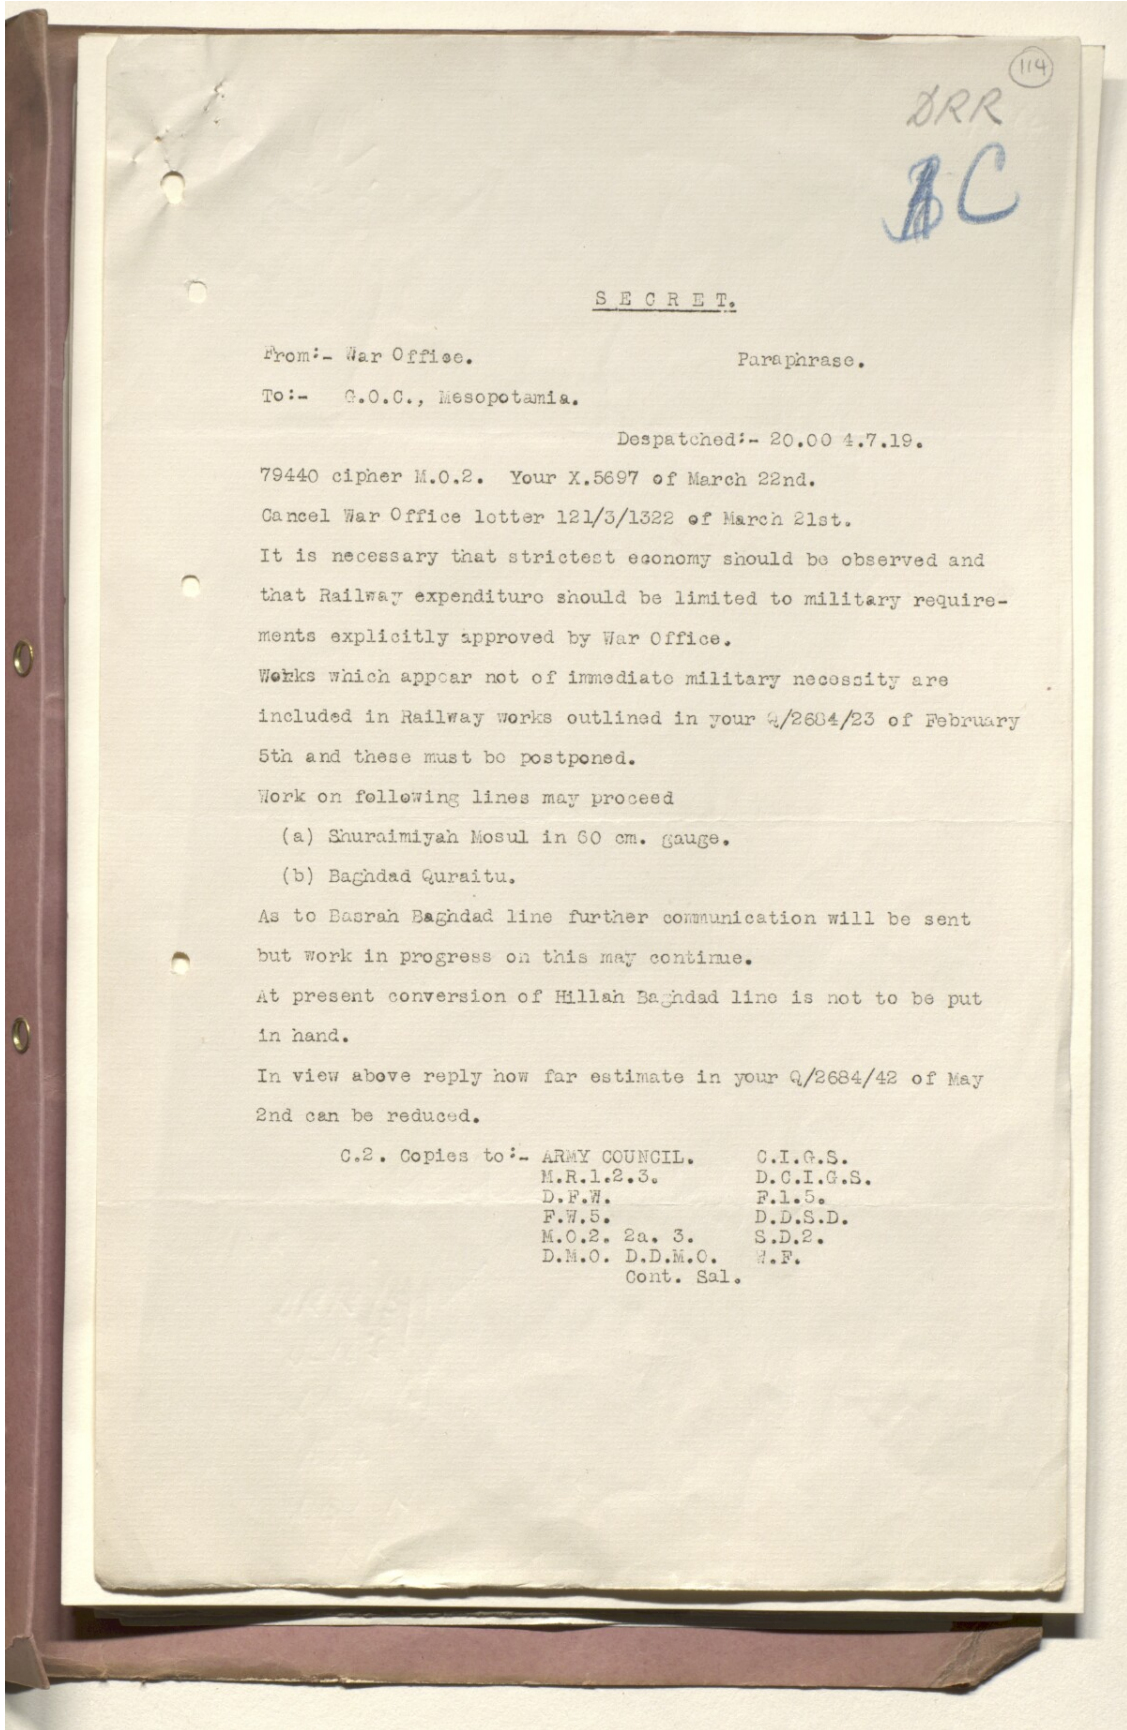 114
DRR
C
SECRET.
From:- War Office. Paraphrase.
To:- G.O.C., Mesopotamia.
Despatched:- 20.00 4.7.19.
79440 cipher M.O.2. Your X.5697 of March 22nd.
Cancel War Office letter 121/3/1322 of March 21st.
It is necessary that strictest economy should be observed and
that Railway expenditure should be limited to military require-
ments explicitly approved by War Office.
Works which appear not of immediate military necessity are
included in Railway works outlined in your Q/2684/23 of February
5th and these must be postponed.
Work on following lines may proceed
(a) Shuraimiyah Mosul in 60 cm. gauge.
(b) Baghdad Quraitu.
As to Basrah Baghdad line further communication will be sent
but work in progress on this may continue.
At present conversion of Hillah Baghdad line is not to be put
in hand.
In view above reply how far estimate in your Q/2684/42 of May
2nd can be reduced.
C.2. Copies to:- ARMY COUNCIL. C.I.G.S.
M.R.1.2.3. D.C.I.G.S.
D.F.W. F.1.5.
F.W.5. D.D.S.D.
M.O.2. 2a. 3. S.D.2.
D.M.O. D.D.M.O. W.F.
Cont. Sal.